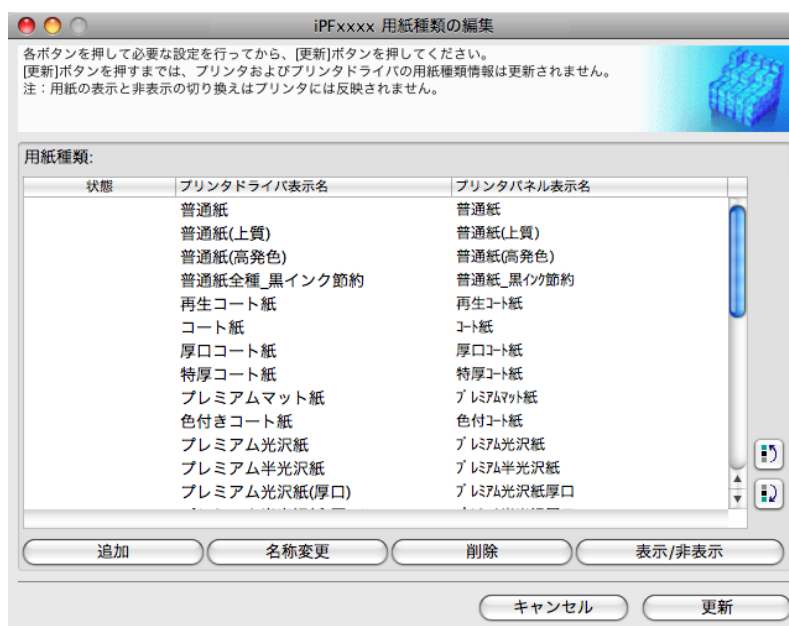 iPFxxxx 用紙種類の編集
各ボタンを押して必要な設定を行ってから、[更新]ボタンを押してください。
[更新]ボタンを押すまでは、プリンタおよびプリンタドライバの用紙種類情報は更新されません。
注：用紙の表示と非表示の切り換えはプリンタには反映されません。
用紙種類:
状態 プリンタドライバ表示名 プリンタパネル表示名
普通紙 普通紙
普通紙(上質) 普通紙(上質)
普通紙(高発色) 普通紙(高発色)
普通紙全種_黒インク節約 普通紙_黒ｲﾝｸ節約
再生コート紙 再生ｺｰﾄ紙
コート紙 ｺｰﾄ紙
厚口コート紙 厚口ｺｰﾄ紙
特厚コート紙 特厚ｺｰﾄ紙
プレミアムマット紙 ﾌﾟﾚﾐｱﾑﾏｯﾄ紙
色付きコート紙 色付ｺｰﾄ紙
プレミアム光沢紙 ﾌﾟﾚﾐｱﾑ光沢紙
プレミアム半光沢紙 ﾌﾟﾚﾐｱﾑ半光沢紙
プレミアム光沢紙(厚口) ﾌﾟﾚﾐｱﾑ光沢紙厚口
追加 名称変更 削除 表示/非表示
キャンセル 更新